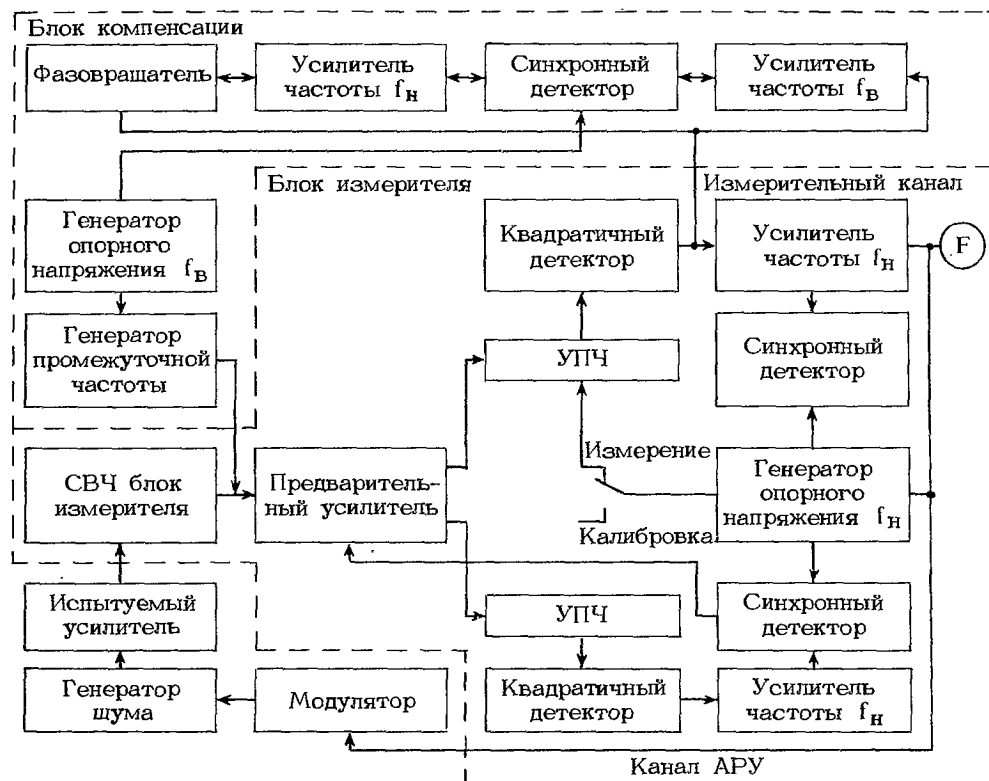 Блок компенсации
Фазовращатель
Усилитель
частоты fн
Синхронный
детектор
Усилитель
частоты fв
Блок измерителя
Измерительный канал
Генератор
опорного
напряжения fв
Квадратичный
детектор
Усилитель
частоты fн
F
Генератор
промежуточной
частоты
УПЧ
Синхронный
детектор
СВЧ блок
измерителя
Предваритель-
ный усилитель
Измерение
Калибровка
Генератор
опорного
напряжения fн
Испытуемый
усилитель
УПЧ
Синхронный
детектор
Генератор
шума
Модулятор
Квадратичный
детектор
Усилитель
частоты fн
Канал АРУ